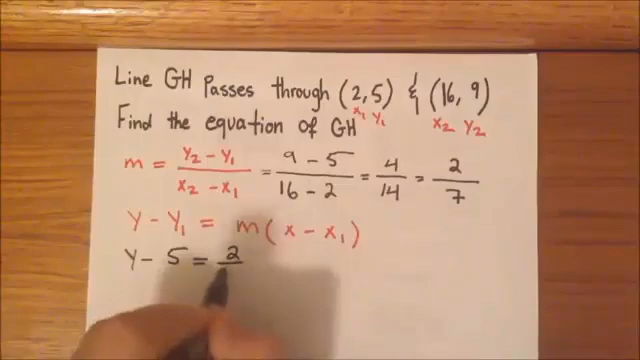 Line GH Passes through (2,5) & (16, 9)
x₁ y₁ x₂ y₂
Find the equation of GH
m = y₂ - y₁ / x₂ - x₁ = 9 - 5 / 16 - 2 = 4 / 14 = 2 / 7
y - y₁ = m(x - x₁)
y - 5 = 2